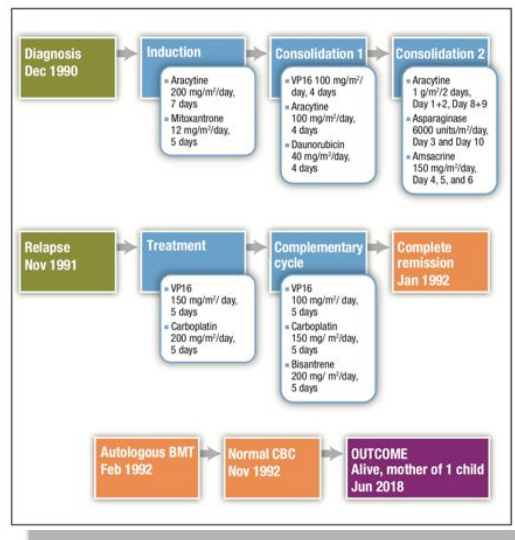 Diagnosis
Dec 1990
Induction
▪ Aracytine
200 mg/m²/day,
7 days
▪ Mitoxantrone
12 mg/m²/day,
5 days
Consolidation 1
▪ VP16 100 mg/m²/
day, 4 days
▪ Aracytine
100 mg/m²/day,
4 days
▪ Daunorubicin
40 mg/m²/day,
4 days
Consolidation 2
▪ Aracytine
1 g/m²/2 days,
Day 1+2, Day 8+9
▪ Asparaginase
6000 units/m²/day,
Day 3 and Day 10
▪ Amsacrine
150 mg/m²/day,
Day 4, 5, and 6
Relapse
Nov 1991
Treatment
▪ VP16
150 mg/m²/ day,
5 days
▪ Carboplatin
200 mg/m²/day,
5 days
Complementary
cycle
▪ VP16
100 mg/m²/ day,
5 days
▪ Carboplatin
150 mg/ m²/day,
5 days
▪ Bisantrene
200 mg/ m²/day,
5 days
Complete
remission
Jan 1992
Autologous BMT
Feb 1992
Normal CBC
Nov 1992
OUTCOME
Alive, mother of 1 child
Jun 2018